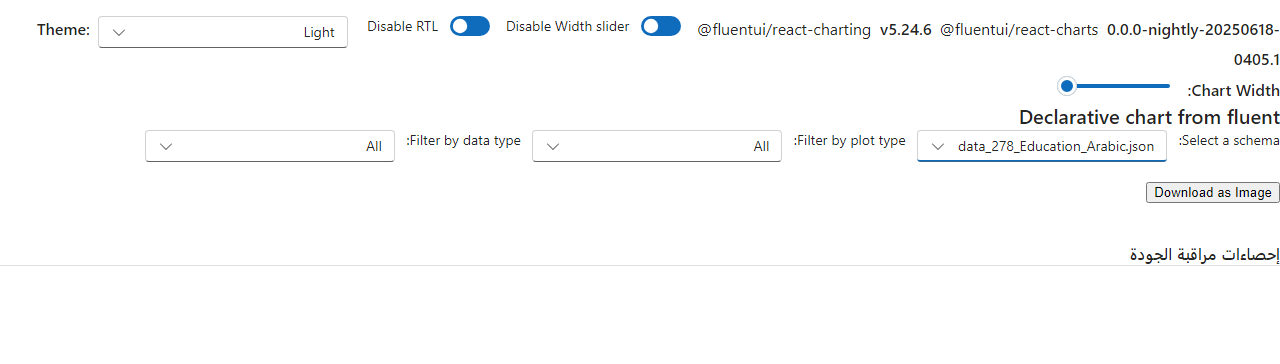 Theme: Light Disable RTL Disable Width slider @fluentui/react-charting v5.24.6 @fluentui/react-charts 0.0.0-nightly-20250618-
0405.1
:Chart Width
Declarative chart from fluent
:Select a schema data_278_Education_Arabic.json :Filter by plot type All :Filter by data type All
Download as Image
إحصاءات مراقبة الجودة